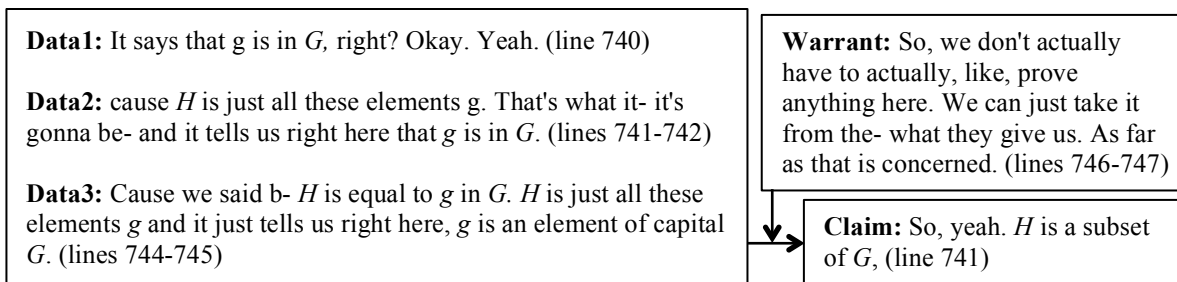 Data1: It says that g is in G, right? Okay. Yeah. (line 740)
Data2: cause H is just all these elements g. That's what it- it's
gonna be- and it tells us right here that g is in G. (lines 741-742)
Data3: Cause we said b- H is equal to g in G. H is just all these
elements g and it just tells us right here, g is an element of capital
G. (lines 744-745)
Warrant: So, we don't actually
have to actually, like, prove
anything here. We can just take it
from the- what they give us. As far
as that is concerned. (lines 746-747)
Claim: So, yeah. H is a subset
of G, (line 741)